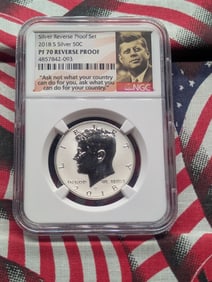 Silver Reverse Proof Set
2018 S Silver 50C
PF 70 REVERSE PROOF
4857842-093
"Ask not what your country
can do for you, ask what you
can do for your country."
NGC
2018